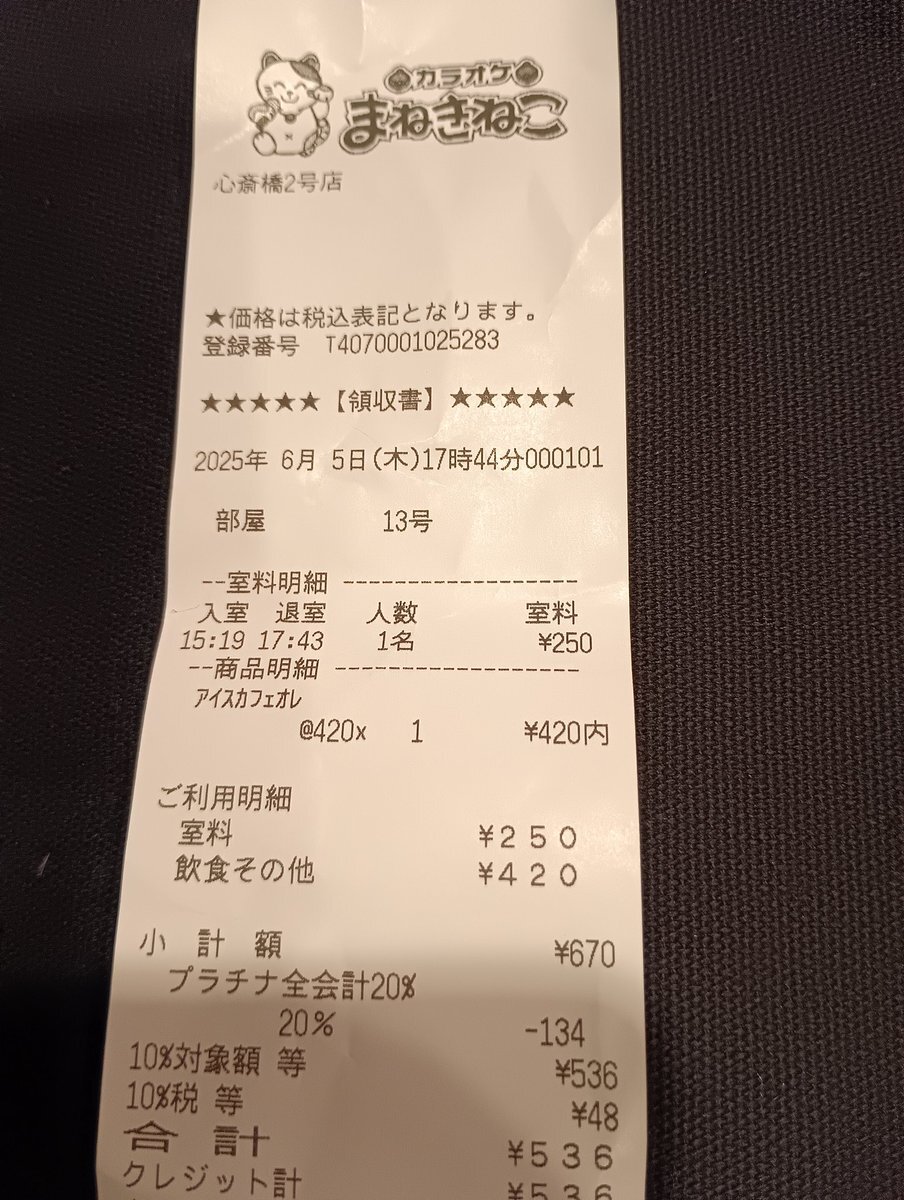 カラオケ
まねきねこ
心斎橋2号店
★価格は税込表記となります。
登録番号 T4070001025283
★★★★★【領収書】★★★★★
2025年 6月 5日(木)17時44分000101
部屋 13号
--室料明細 ------------------
入室 退室 人数 室料
15:19 17:43 1名 ¥250
--商品明細 -------------------
ｱｲｽｶﾌｪｵﾚ
@420x 1 ¥420内
ご利用明細
室料 ¥２５０
飲食その他 ¥４２０
小 計 額 ¥670
プラチナ全会計20%
20% -134
10%対象額 等 ¥536
10%税 等 ¥48
合 計 ¥５３６
クレジット計 ¥５３６